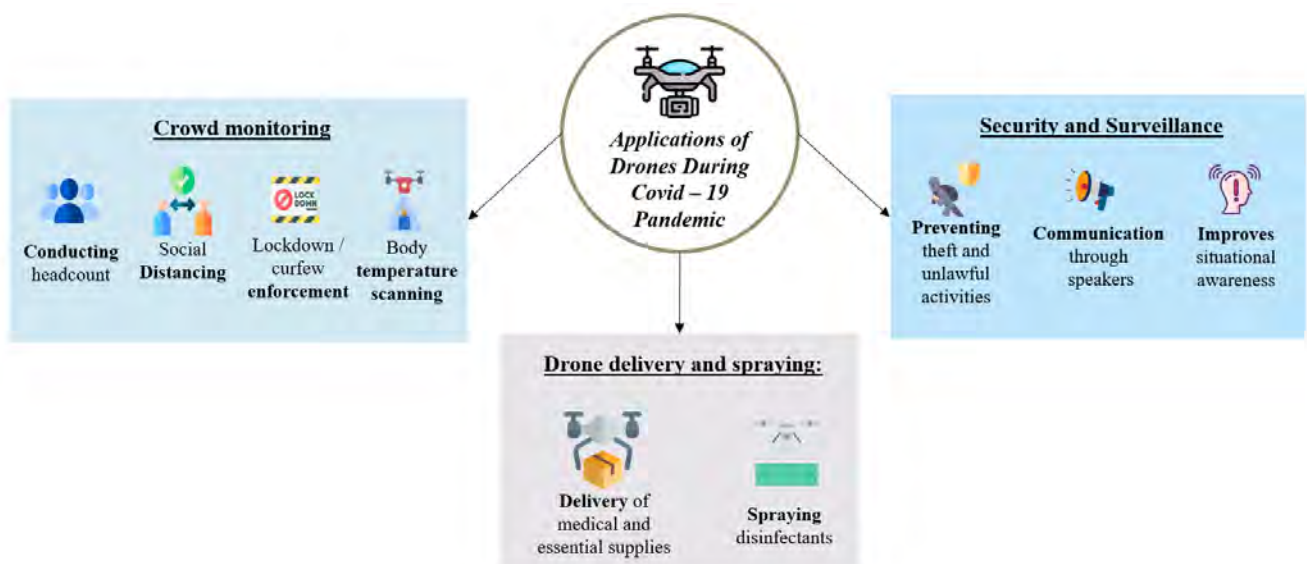 Applications of
Drones During
Covid – 19
Pandemic
Crowd monitoring
Conducting
headcount
Social
Distancing
LOCK
DOWN
Lockdown /
curfew
enforcement
Body
temperature
scanning
Security and Surveillance
Preventing
theft and
unlawful
activities
Communication
through
speakers
Improves
situational
awareness
Drone delivery and spraying:
Delivery of
medical and
essential supplies
Spraying
disinfectants